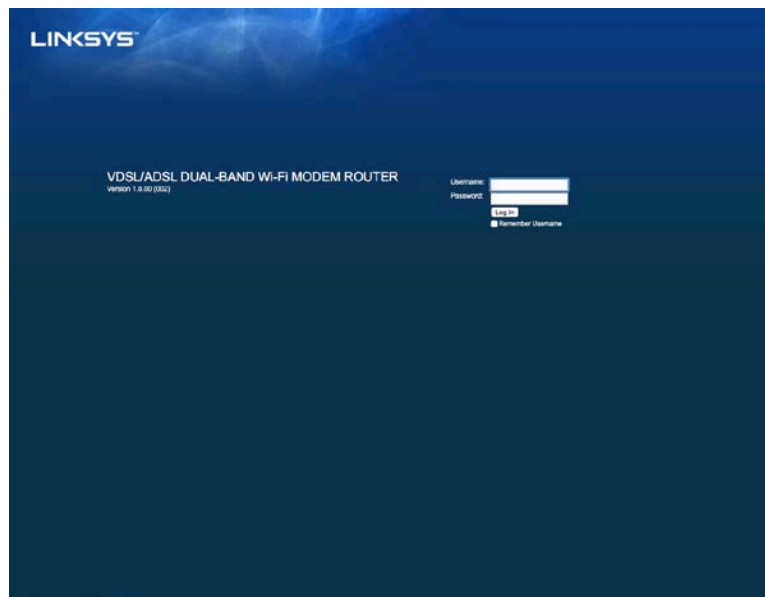 LINKSYS
VDSL/ADSL DUAL-BAND Wi-Fi MODEM ROUTER
Version 1.0.00 (002)
Username:
Password:
Log In
Remember Username